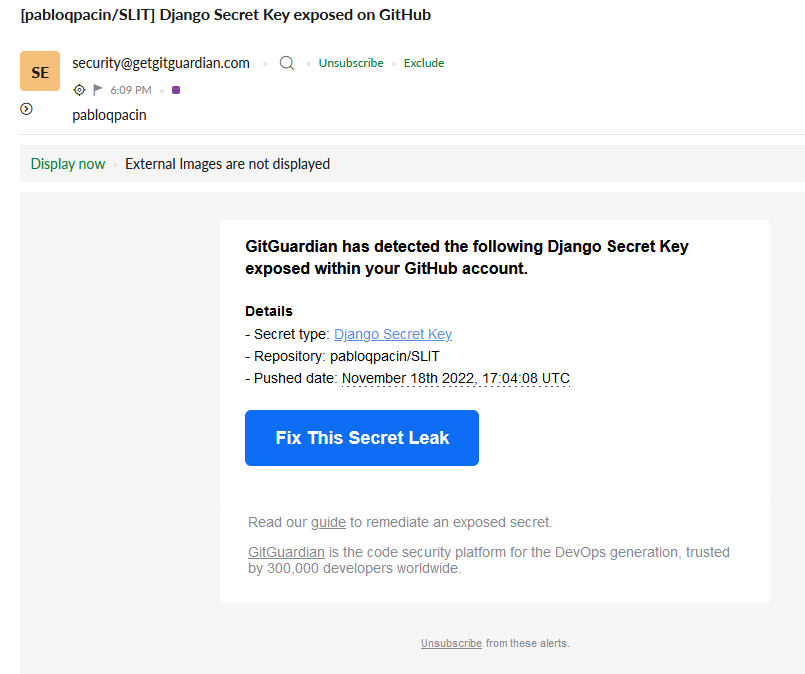 [pabloqpacin/SLIT] Django Secret Key exposed on GitHub
SE
security@getgitguardian.com
Unsubscribe
Exclude
6:09 PM
pabloqpacin
Display now
External Images are not displayed
GitGuardian has detected the following Django Secret Key
exposed within your GitHub account.
Details
- Secret type: Django Secret Key
- Repository: pabloqpacin/SLIT
- Pushed date: November 18th 2022, 17:04:08 UTC
Fix This Secret Leak
Read our guide to remediate an exposed secret.
GitGuardian is the code security platform for the DevOps generation, trusted
by 300,000 developers worldwide.
Unsubscribe from these alerts.